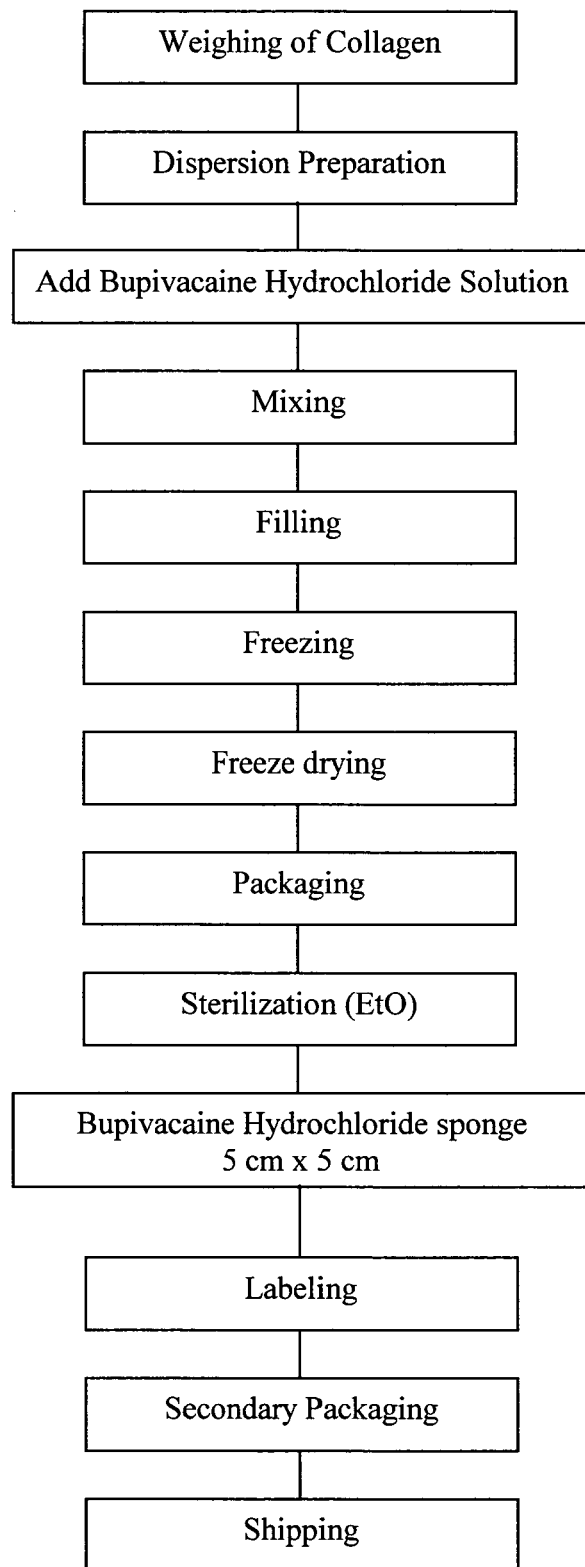 Weighing of Collagen
Dispersion Preparation
Add Bupivacaine Hydrochloride Solution
Mixing
Filling
Freezing
Freeze drying
Packaging
Sterilization (EtO)
Bupivacaine Hydrochloride sponge
5 cm x 5 cm
Labeling
Secondary Packaging
Shipping